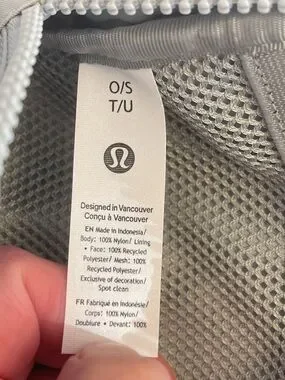 O/S
T/U
Designed in Vancouver
Conçu à Vancouver
EN Made in Indonesia/
Body: 100% Nylon/ Lining
• Face: 100% Recycled
Polyester/ Mesh: 100%
Recycled Polyester/
Exclusive of decoration/
Spot clean
FR Fabriqué en Indonésie/
Corps: 100% Nylon/
Doublure • Devant: 100%